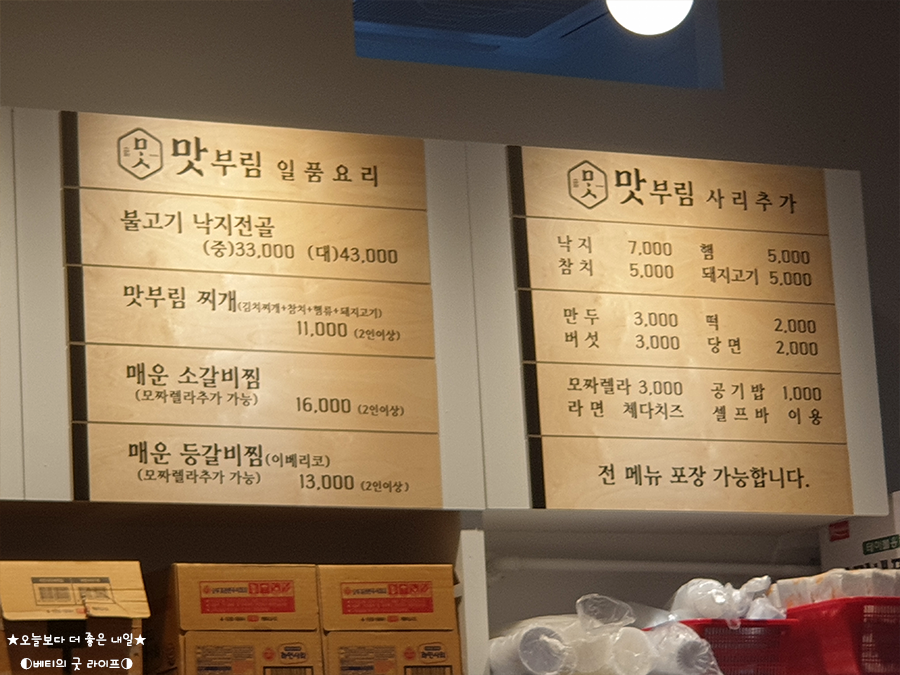 맛 맛부림 일품요리
불고기 낙지전골
(중)33,000 (대)43,000
맛부림 찌개(김치찌개+참치+햄류+돼지고기)
11,000 (2인이상)
매운 소갈비찜
(모짜렐라추가 가능)
16,000 (2인이상)
매운 등갈비찜(이베리코)
(모짜렐라추가 가능)
13,000 (2인이상)
맛 맛부림 사리추가
낙지 7,000 햄 5,000
참치 5,000 돼지고기 5,000
만두 3,000 떡 2,000
버섯 3,000 당면 2,000
모짜렐라 3,000 공기밥 1,000
라면 체다치즈 셀프바 이용
전 메뉴 포장 가능합니다.
테이블용
★오늘보다 더 좋은 내일★
◐베티의 굿 라이프◑